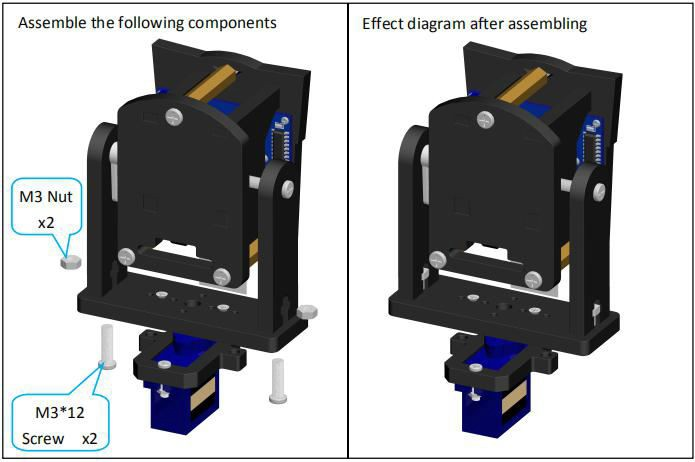 Assemble the following components
Effect diagram after assembling
M3 Nut
x2
M3*12
Screw x2